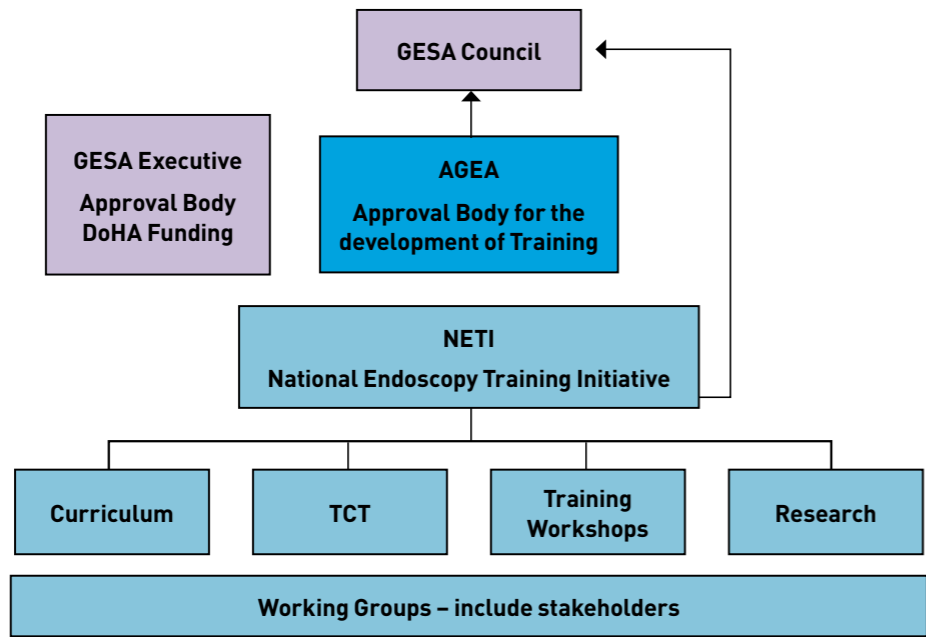 GESA Council
GESA Executive
Approval Body
DoHA Funding
AGEA
Approval Body for the
development of Training
NETI
National Endoscopy Training Initiative
Curriculum
TCT
Training
Workshops
Research
Working Groups – include stakeholders